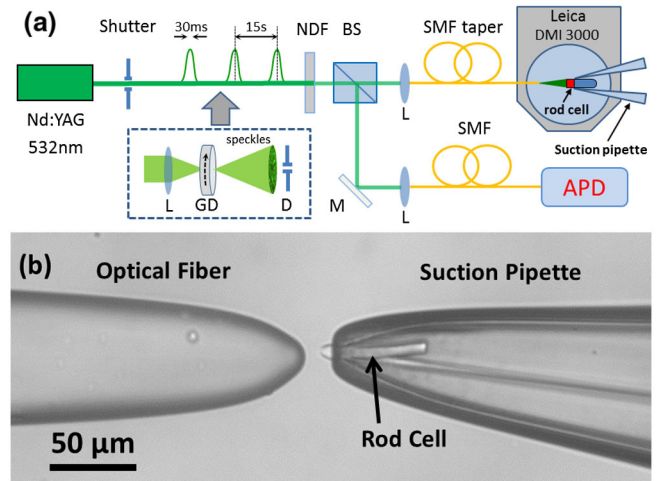 (a)
Shutter
30ms
15s
NDF
BS
SMF taper
Leica
DMI 3000
Nd:YAG
532nm
speckles
L
GD
D
M
L
L
SMF
APD
rod cell
Suction pipette
(b)
Optical Fiber
Suction Pipette
Rod Cell
50 µm